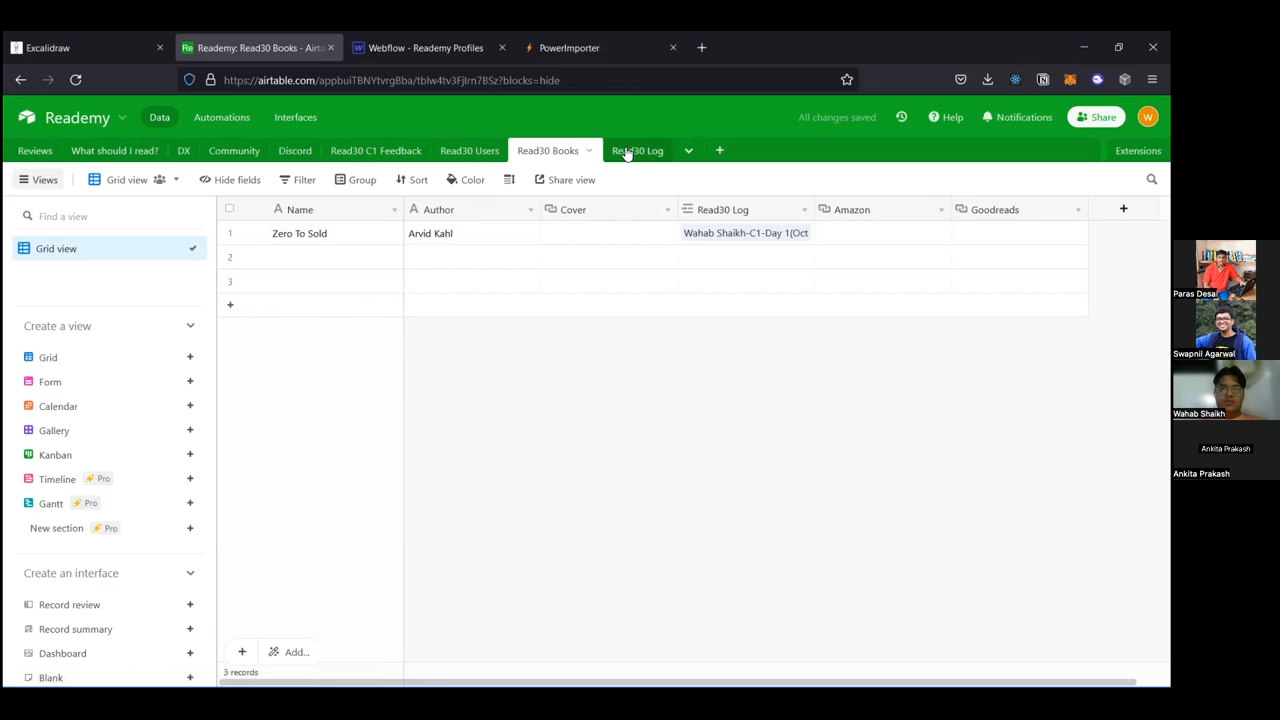 Excalidraw
Re Readymy: Read30 Books - Airta
Webflow - Readymy Profiles
PowerImporter
https://airtable.com/appbuiTBNYtvrgBba/tblw4tv3FjIrn7BSz?blocks=hide
Readymy
Data
Automations
Interfaces
All changes saved
Help
Notifications
Share
W
Reviews
What should I read?
DX
Community
Discord
Read30 C1 Feedback
Read30 Users
Read30 Books
Read30 Log
Extensions
Views
Grid view
Hide fields
Filter
Group
Sort
Color
Share view
Find a view
Grid view
Name
Author
Cover
Read30 Log
Amazon
Goodreads
1
Zero To Sold
Arvid Kahl
Wahab Shaikh-C1-Day 1(Oct
2
3
Create a view
Grid
Form
Calendar
Gallery
Kanban
Timeline
Pro
Gantt
Pro
New section
Pro
Create an interface
Record review
Record summary
Dashboard
Blank
Add...
3 records
Paras Desai
Swapnil Agarwal
Wahab Shaikh
Ankita Prakash
Ankita Prakash